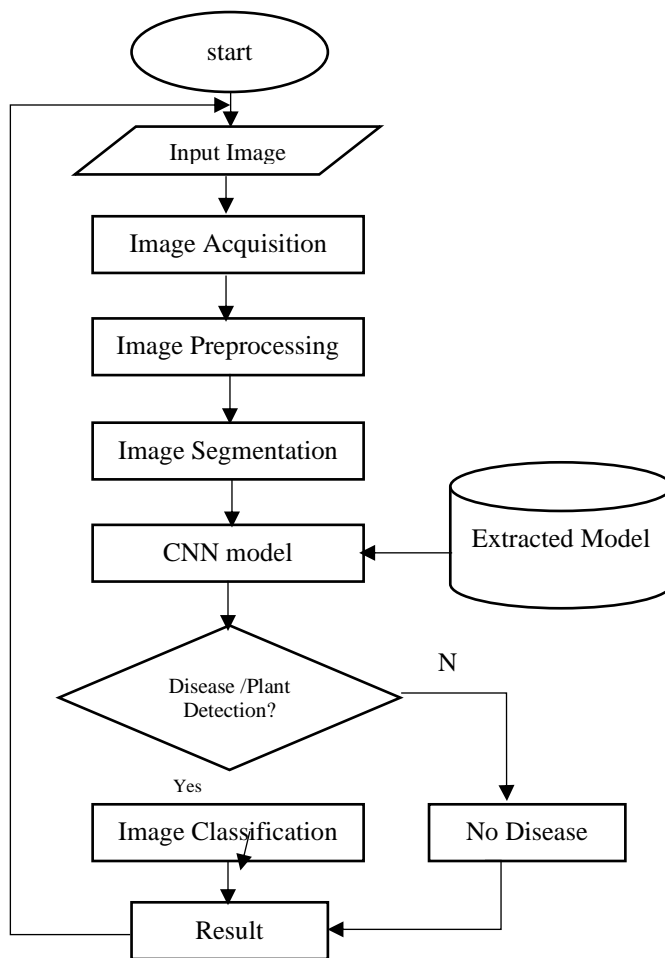 start
Input Image
Image Acquisition
Image Preprocessing
Image Segmentation
CNN model
Extracted Model
Disease /Plant
Detection?
N
Yes
Image Classification
No Disease
Result